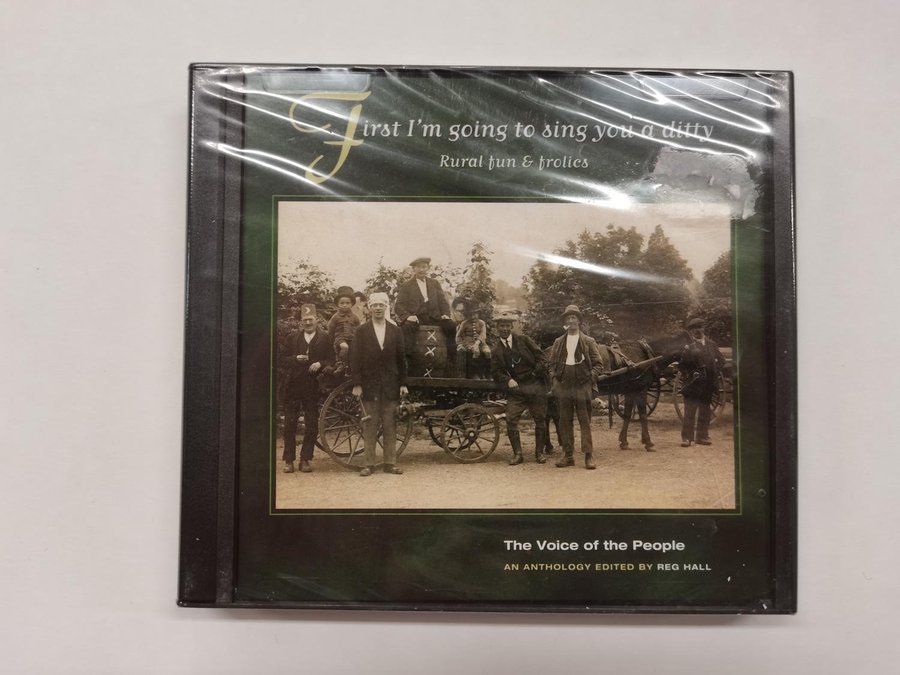 First I'm going to sing you a ditty
Rural fun & frolics
XXX
The Voice of the People
AN ANTHOLOGY EDITED BY REG HALL